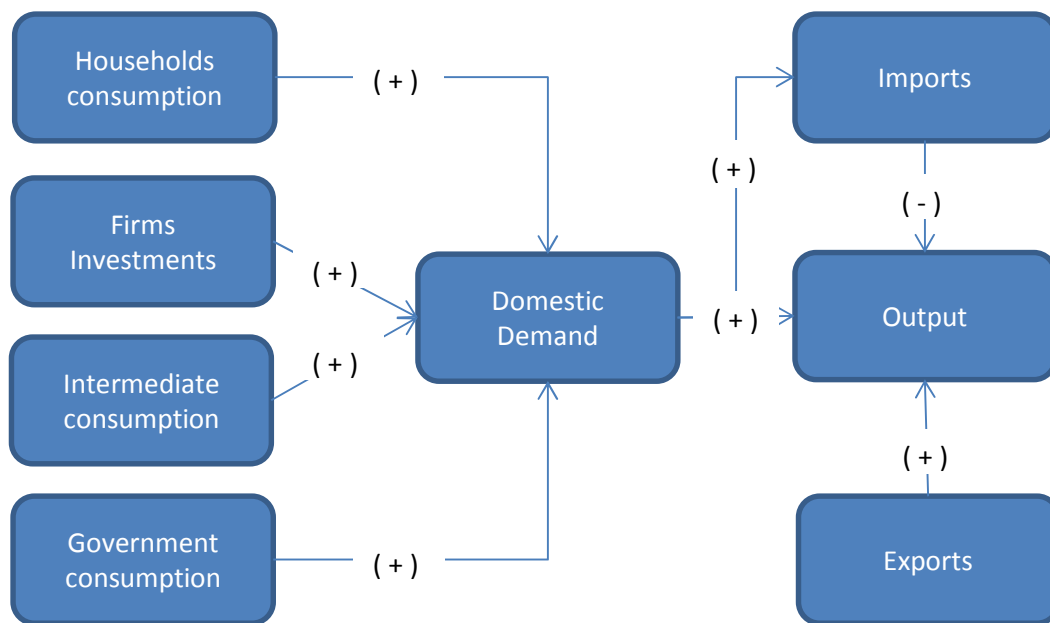 Households
consumption
( + )
Imports
( + )
Firms
Investments
( - )
( + )
Domestic
Demand
( + )
Output
Intermediate
consumption
( + )
( + )
Government
consumption
( + )
Exports